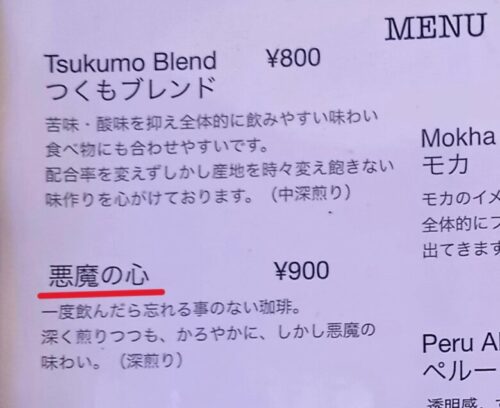 MENU
Tsukumo Blend ¥800
つくもブレンド
苦味・酸味を抑え全体的に飲みやすい味わい
食べ物にも合わせやすいです。
配合率を変えずしかし産地を時々変え飽きない
味作りを心がけております。（中深煎り）
悪魔の心 ¥900
一度飲んだら忘れる事のない珈琲。
深く煎りつつも、かろやかに、しかし悪魔の
味わい。（深煎り）
Mokha
モカ
モカのイメ
全体的にフ
出てきます
Peru
ペルー
透明感、